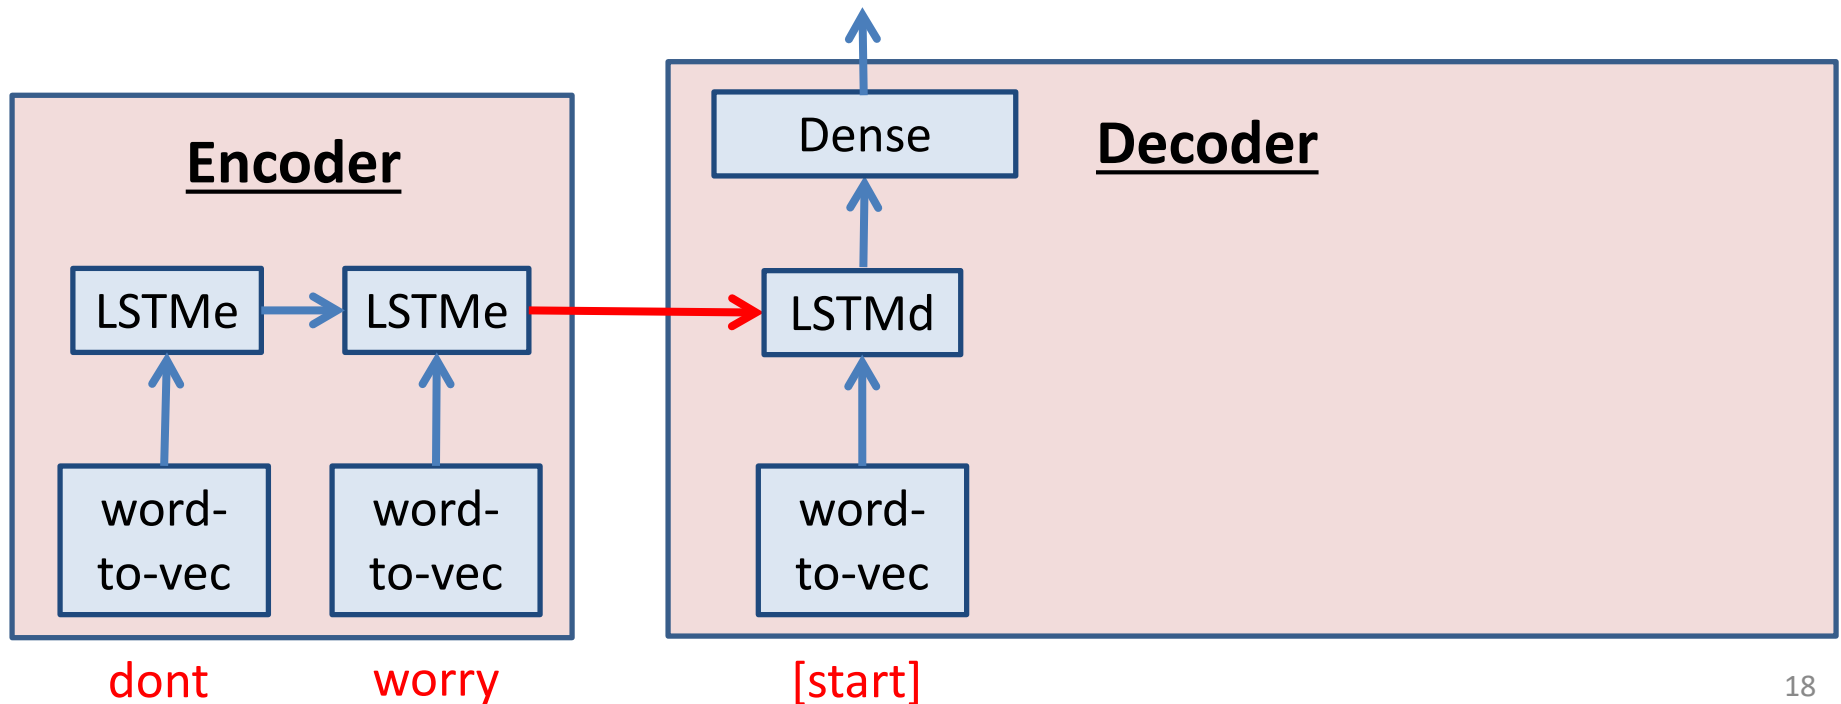 Encoder
LSTMe
LSTMe
word-
to-vec
word-
to-vec
dont
worry
Decoder
Dense
LSTMd
word-
to-vec
[start]
18